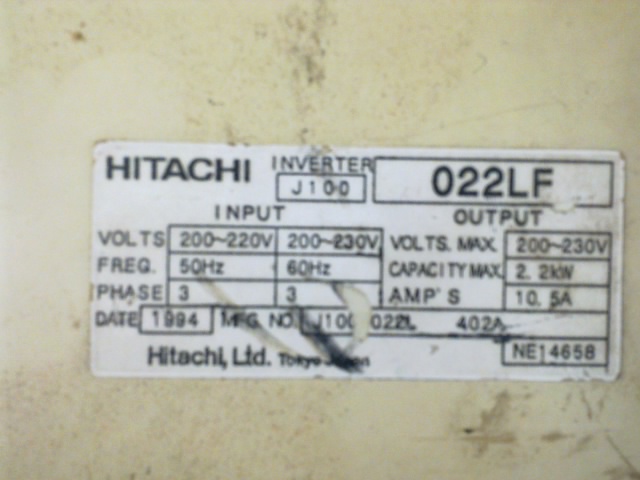 HITACHI INVERTER J100 022LF
INPUT OUTPUT
VOLTS 200~220V 200~230V VOLTS. MAX. 200~230V
FREQ. 50Hz 60Hz CAPACITY MAX. 2.2kW
PHASE 3 3 AMP'S 10.5A
DATE 1994 MFG NO. J100 022L 402A
NE14658
Hitachi, Ltd. Tokyo Japan